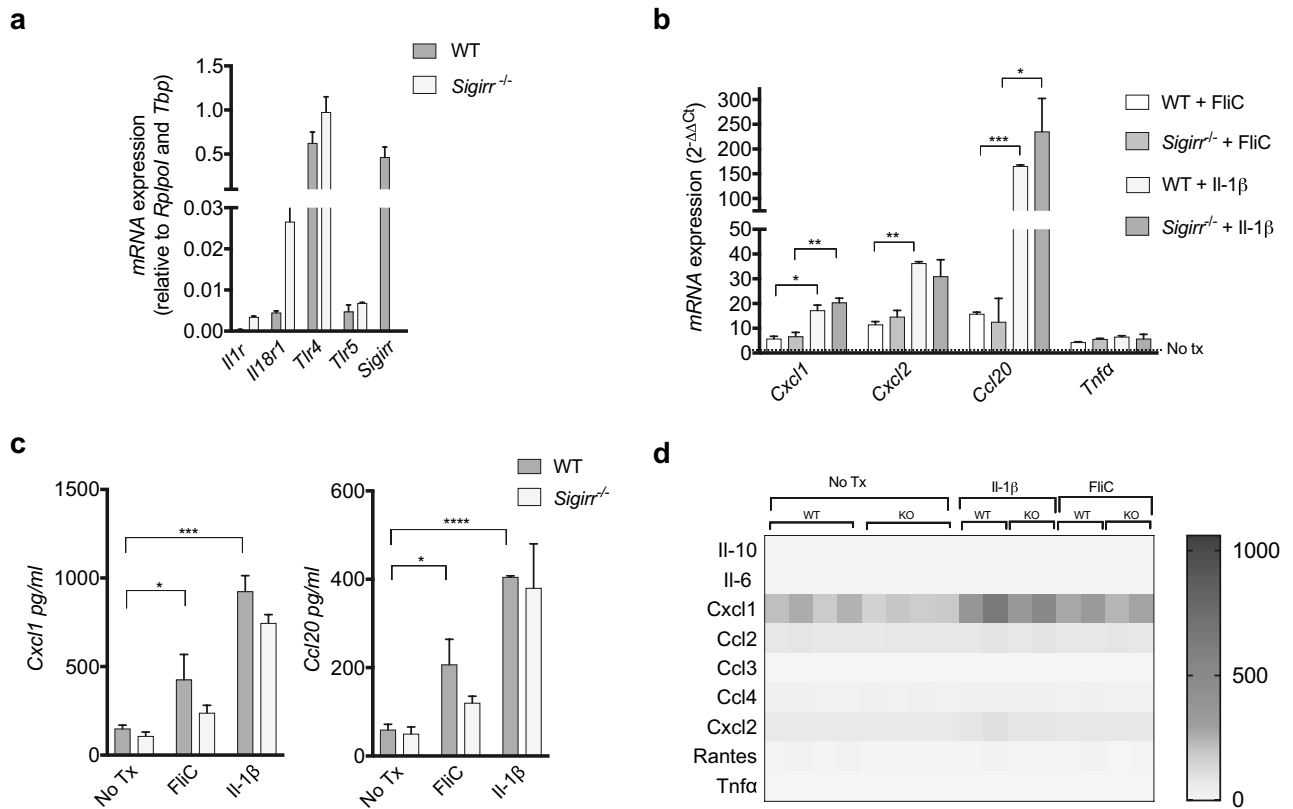 a
WT
Sigirr -/-
mRNA expression
(relative to Rplpol and Tbp)
1.5
1.0
0.5
0.03
0.02
0.01
0.00
Il1r
Il18r1
Tlr4
Tlr5
Sigirr
b
mRNA expression (2-ΔΔCt)
300
250
200
150
100
50
40
30
20
10
0
*
**
**
***
*
No tx
Cxcl1
Cxcl2
Ccl20
Tnfα
WT + FliC
Sigirr-/- + FliC
WT + Il-1β
Sigirr-/- + Il-1β
c
WT
Sigirr-/-
Cxcl1 pg/ml
1500
1000
500
0
***
*
No Tx
FliC
Il-1β
Ccl20 pg/ml
600
400
200
0
****
*
No Tx
FliC
Il-1β
d
No Tx
Il-1β
FliC
WT
KO
WT
KO
WT
KO
Il-10
Il-6
Cxcl1
Ccl2
Ccl3
Ccl4
Cxcl2
Rantes
Tnfα
1000
500
0